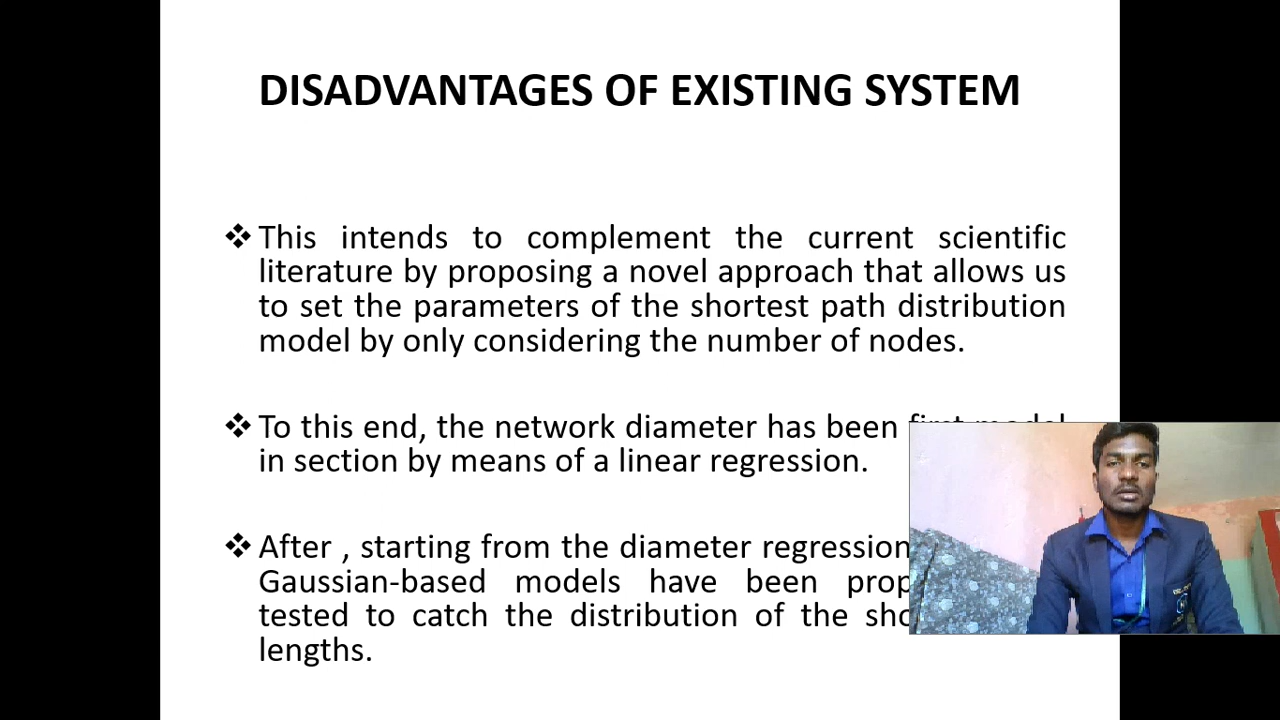 DISADVANTAGES OF EXISTING SYSTEM
❖ This intends to complement the current scientific
literature by proposing a novel approach that allows us
to set the parameters of the shortest path distribution
model by only considering the number of nodes.
❖ To this end, the network diameter has been first model
in section by means of a linear regression.
❖ After , starting from the diameter regression
Gaussian-based models have been
tested to catch the distribution of the
lengths.